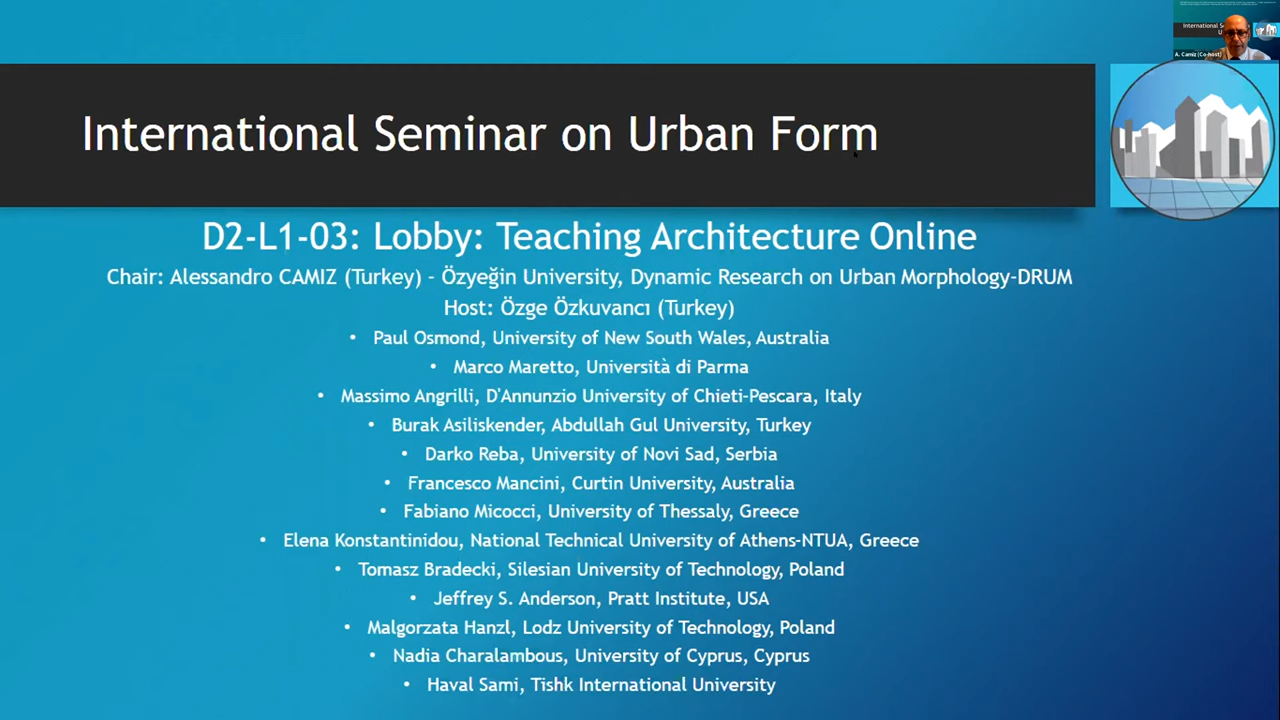 International Se
U
A. Camiz (Co-host)
International Seminar on Urban Form
D2-L1-03: Lobby: Teaching Architecture Online
Chair: Alessandro CAMIZ (Turkey) - Özyeğin University, Dynamic Research on Urban Morphology-DRUM
Host: Özge Özkuvancı (Turkey)
• Paul Osmond, University of New South Wales, Australia
• Marco Maretto, Università di Parma
• Massimo Angrilli, D'Annunzio University of Chieti-Pescara, Italy
• Burak Asiliskender, Abdullah Gul University, Turkey
• Darko Reba, University of Novi Sad, Serbia
• Francesco Mancini, Curtin University, Australia
• Fabiano Micocci, University of Thessaly, Greece
• Elena Konstantinidou, National Technical University of Athens-NTUA, Greece
• Tomasz Bradecki, Silesian University of Technology, Poland
• Jeffrey S. Anderson, Pratt Institute, USA
• Malgorzata Hanzl, Lodz University of Technology, Poland
• Nadia Charalambous, University of Cyprus, Cyprus
• Haval Sami, Tishk International University